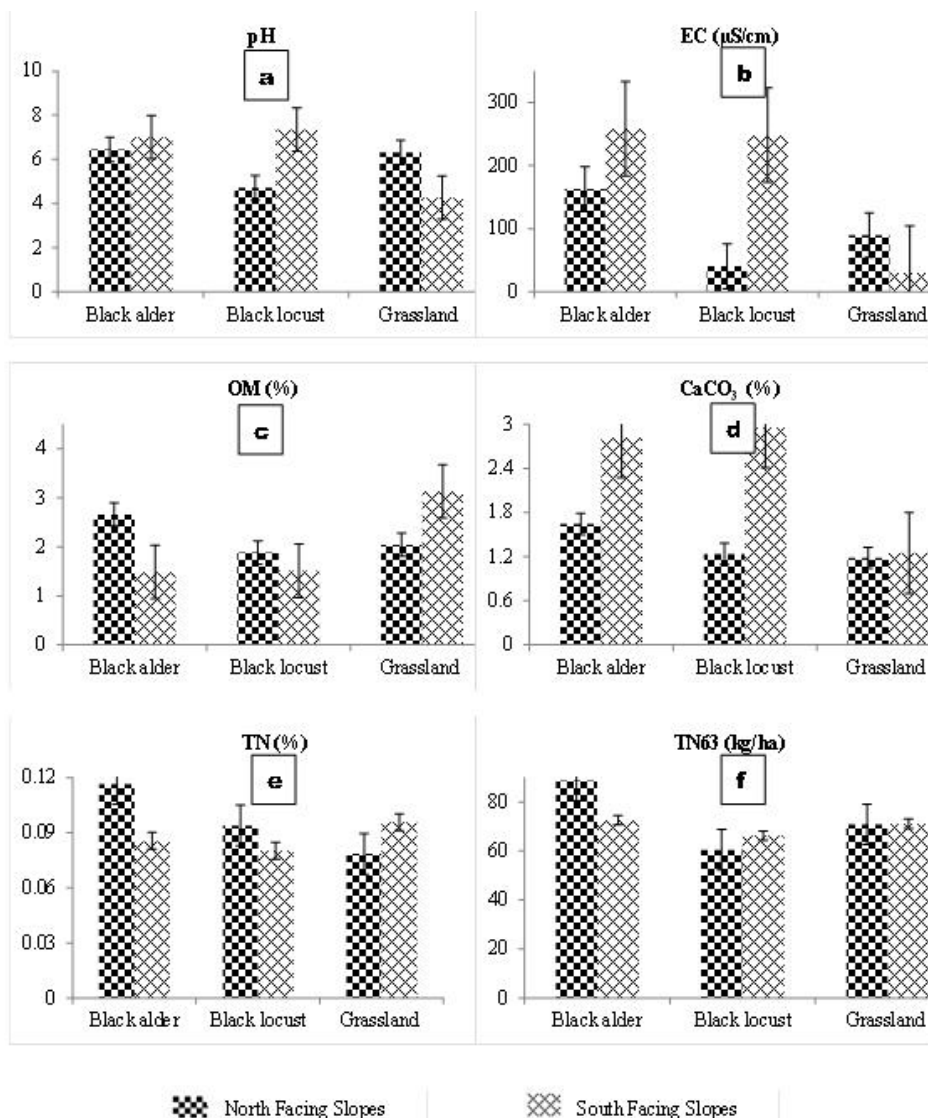 pH
a
10
8
6
4
2
0
Black alder Black locust Grassland
EC (µS/cm)
b
300
200
100
0
Black alder Black locust Grassland
OM (%)
c
4
3
2
1
0
Black alder Black locust Grassland
CaCO₃ (%)
d
3
2.4
1.8
1.2
0.6
0
Black alder Black locust Grassland
TN (%)
e
0.12
0.09
0.06
0.03
0
Black alder Black locust Grassland
TN63 (kg/ha)
f
80
60
40
20
0
Black alder Black locust Grassland
North Facing Slopes South Facing Slopes